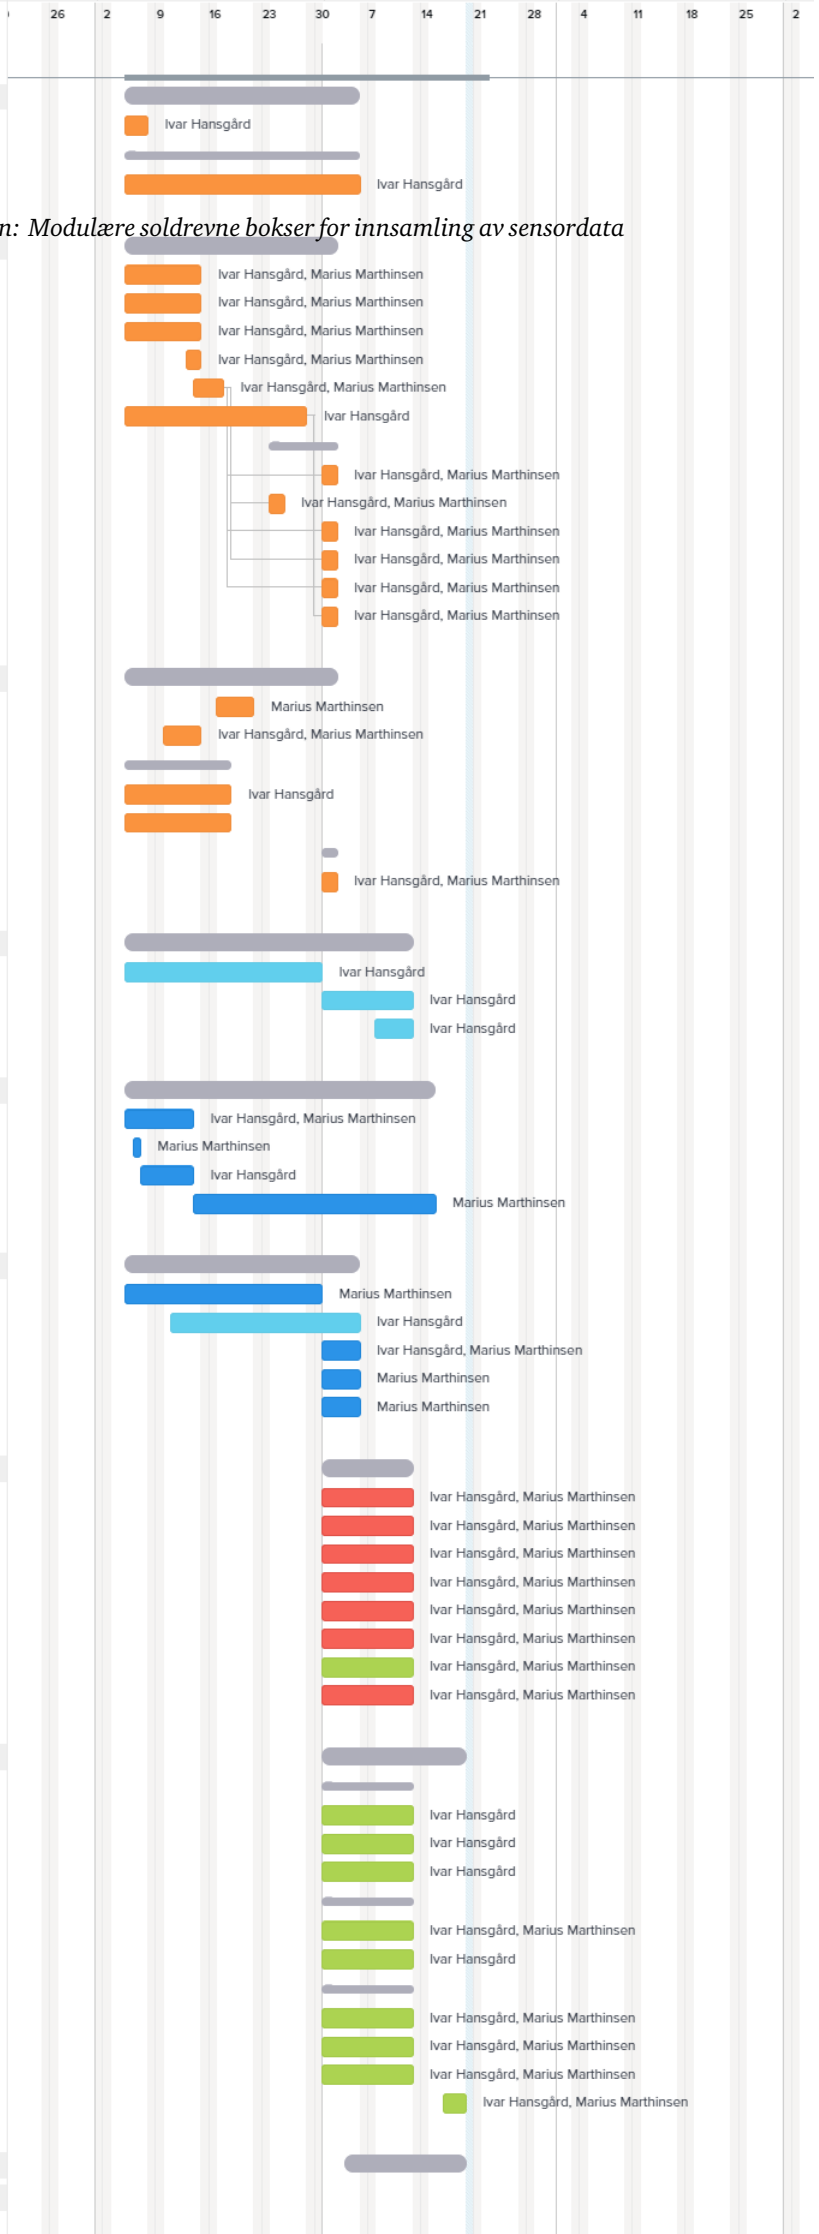 26 2 9 16 23 30 7 14 21 28 4 11 18 25 2
Ivar Hansgård
Ivar Hansgård
n: Modulære soldrevne bokser for innsamling av sensordata
Ivar Hansgård, Marius Marthinsen
Ivar Hansgård, Marius Marthinsen
Ivar Hansgård, Marius Marthinsen
Ivar Hansgård, Marius Marthinsen
Ivar Hansgård, Marius Marthinsen
Ivar Hansgård
Ivar Hansgård, Marius Marthinsen
Ivar Hansgård, Marius Marthinsen
Ivar Hansgård, Marius Marthinsen
Ivar Hansgård, Marius Marthinsen
Ivar Hansgård, Marius Marthinsen
Ivar Hansgård, Marius Marthinsen
Marius Marthinsen
Ivar Hansgård, Marius Marthinsen
Ivar Hansgård
Ivar Hansgård, Marius Marthinsen
Ivar Hansgård
Ivar Hansgård
Ivar Hansgård
Ivar Hansgård, Marius Marthinsen
Marius Marthinsen
Ivar Hansgård
Marius Marthinsen
Marius Marthinsen
Ivar Hansgård
Ivar Hansgård, Marius Marthinsen
Marius Marthinsen
Marius Marthinsen
Ivar Hansgård, Marius Marthinsen
Ivar Hansgård, Marius Marthinsen
Ivar Hansgård, Marius Marthinsen
Ivar Hansgård, Marius Marthinsen
Ivar Hansgård, Marius Marthinsen
Ivar Hansgård, Marius Marthinsen
Ivar Hansgård, Marius Marthinsen
Ivar Hansgård, Marius Marthinsen
Ivar Hansgård
Ivar Hansgård
Ivar Hansgård
Ivar Hansgård, Marius Marthinsen
Ivar Hansgård
Ivar Hansgård, Marius Marthinsen
Ivar Hansgård, Marius Marthinsen
Ivar Hansgård, Marius Marthinsen
Ivar Hansgård, Marius Marthinsen